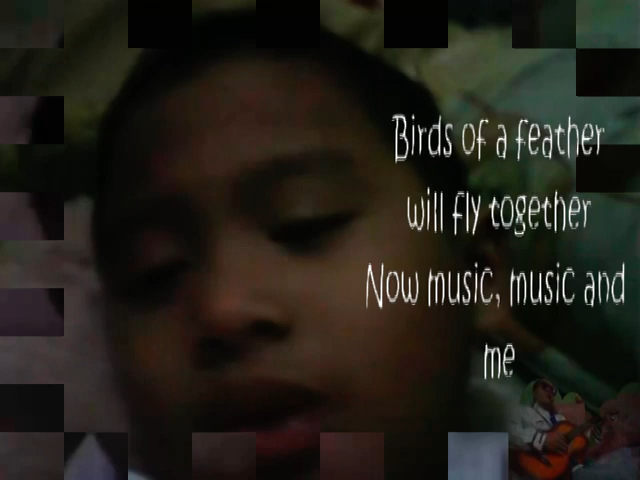 Birds of a feather
will fly together
Now music, music and
me